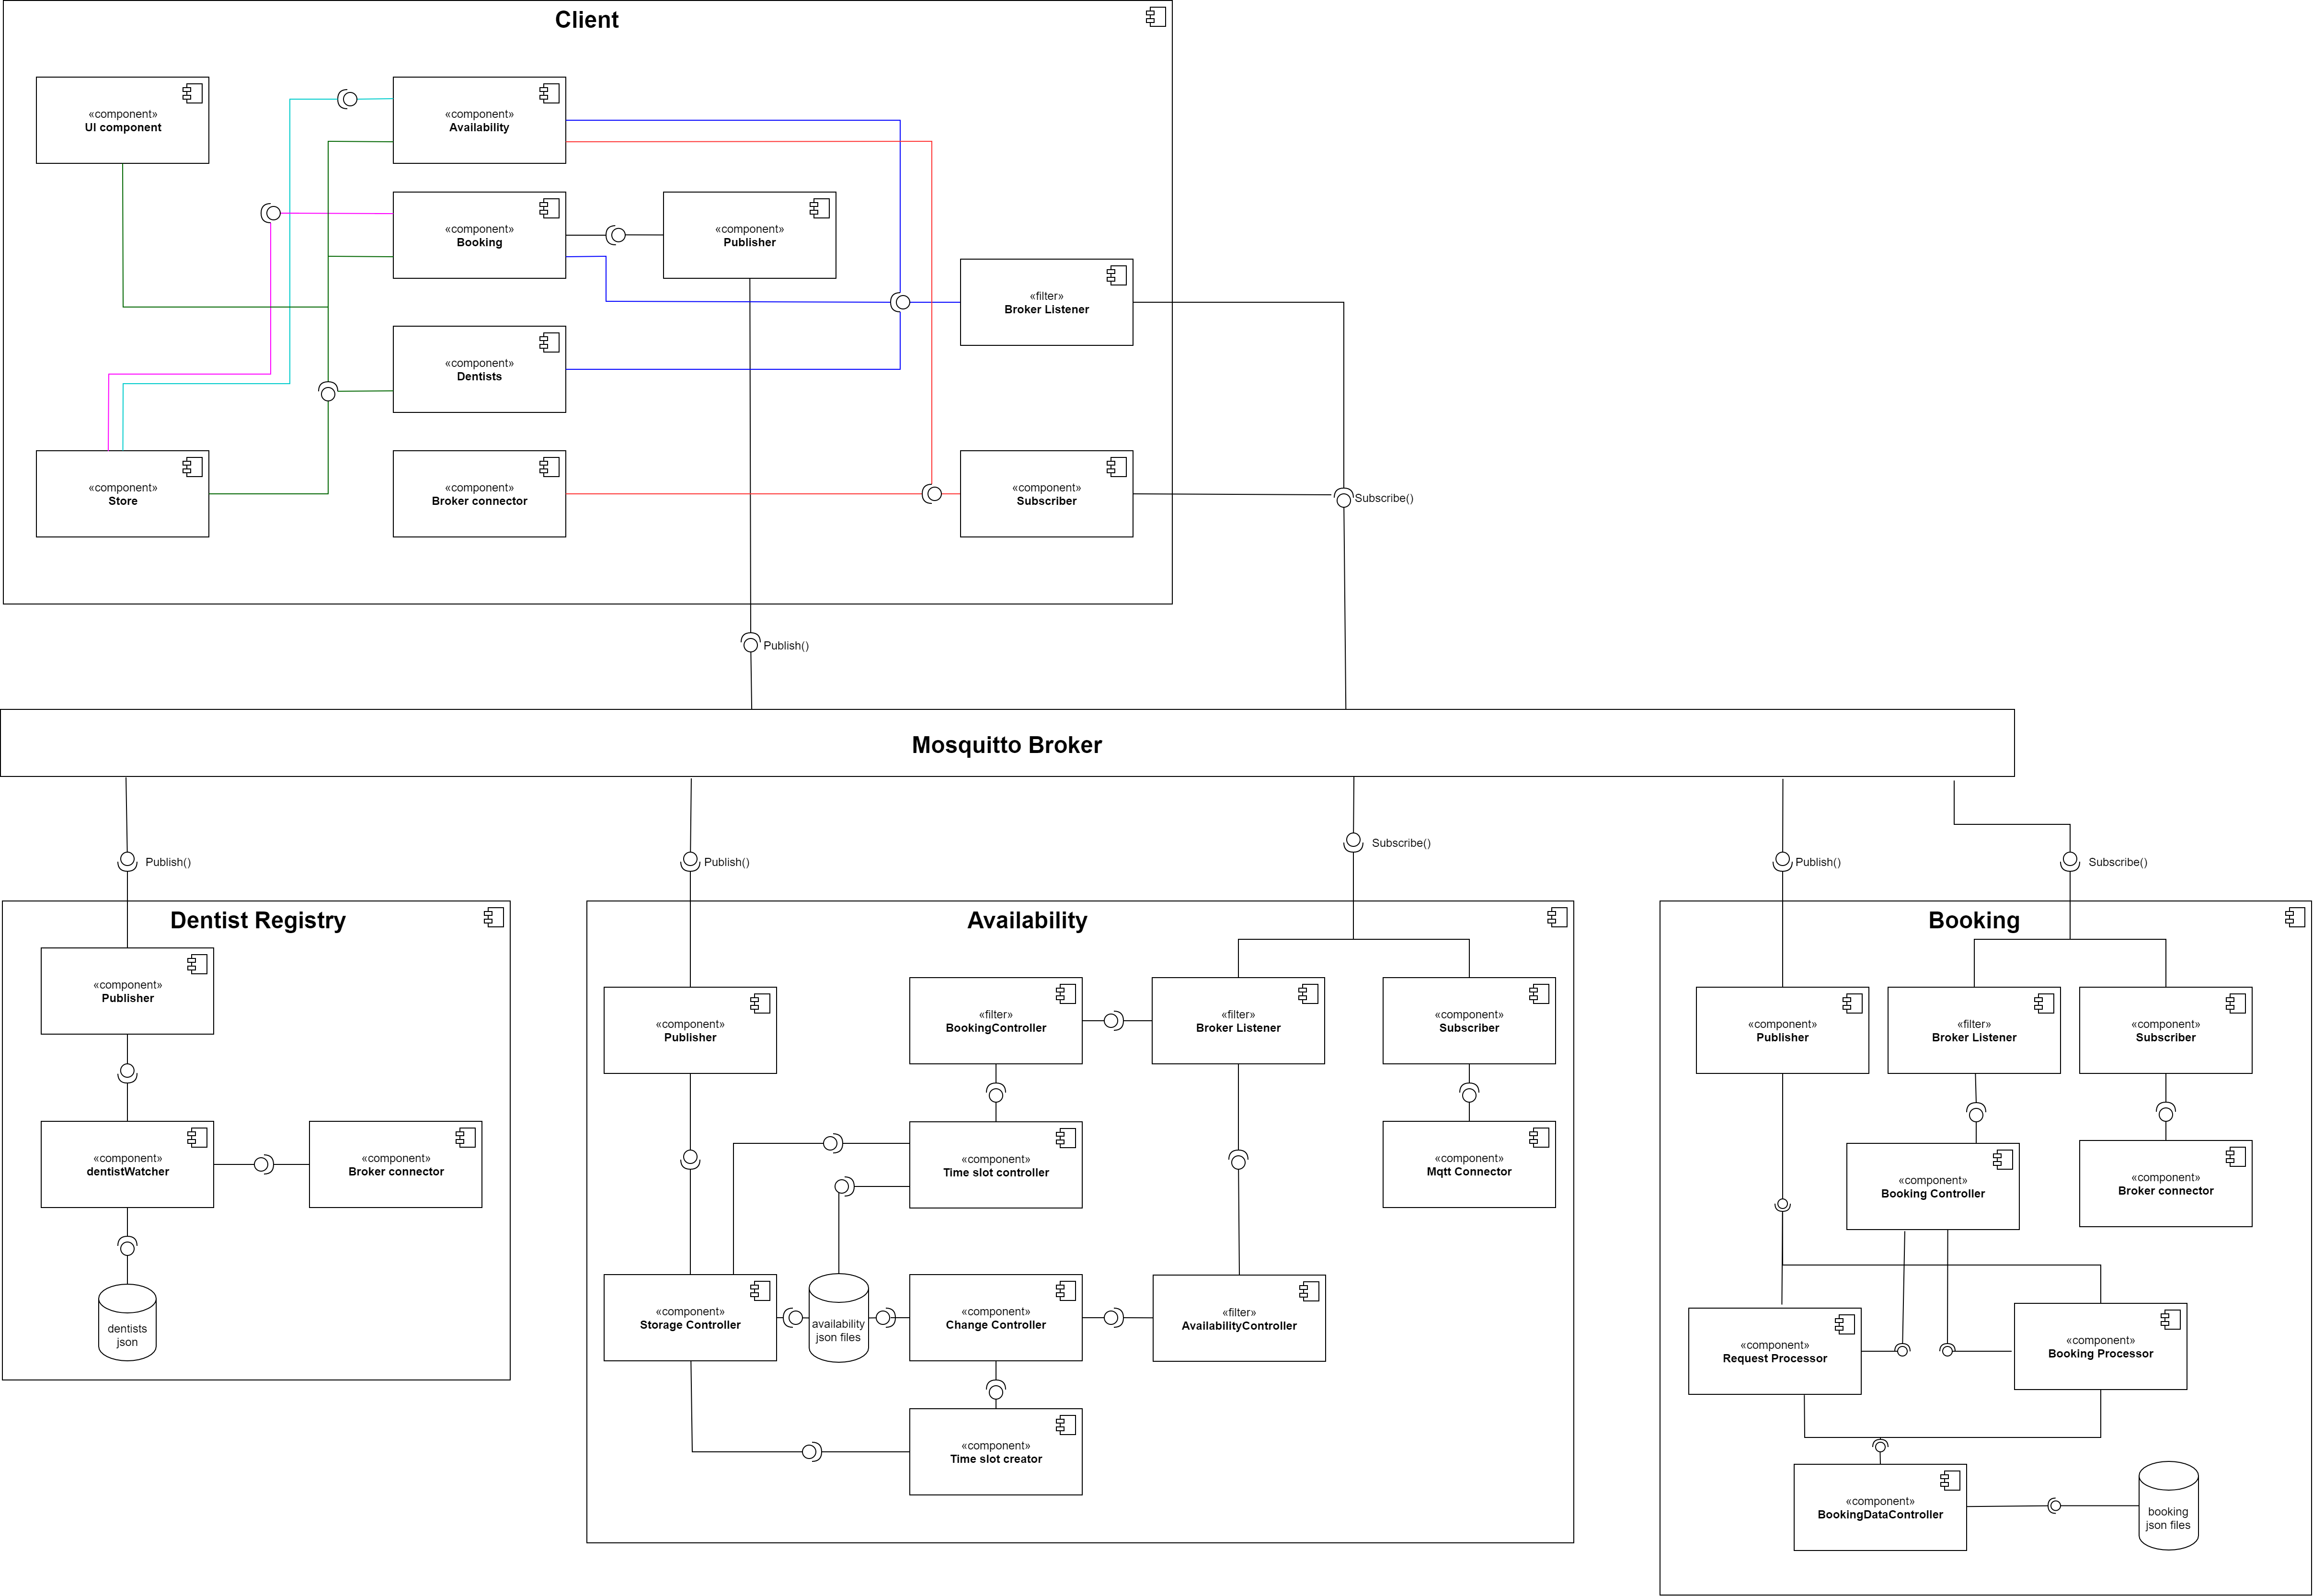 Client
«component»
UI component
«component»
Availability
«component»
Booking
«component»
Publisher
«filter»
Broker Listener
«component»
Dentists
«component»
Store
«component»
Broker connector
«component»
Subscriber
Subscribe()
Publish()
Mosquitto Broker
Publish()
Publish()
Subscribe()
Publish()
Subscribe()
Dentist Registry
«component»
Publisher
«component»
dentistWatcher
«component»
Broker connector
dentists
json
Availability
«component»
Publisher
«filter»
BookingController
«filter»
Broker Listener
«component»
Subscriber
«component»
Time slot controller
«component»
Mqtt Connector
«component»
Storage Controller
availability
json files
«component»
Change Controller
«filter»
AvailabilityController
«component»
Time slot creator
Booking
«component»
Publisher
«filter»
Broker Listener
«component»
Subscriber
«component»
Booking Controller
«component»
Broker connector
«component»
Request Processor
«component»
Booking Processor
«component»
BookingDataController
booking
json files